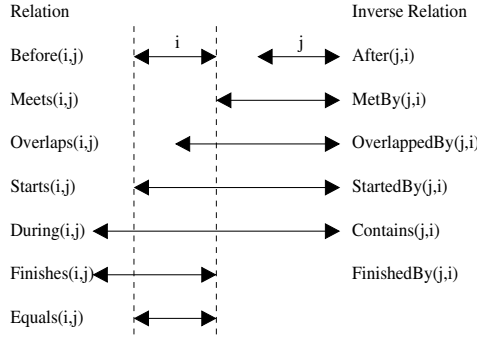 Relation Inverse Relation
Before(i,j) i j After(j,i)
Meets(i,j) MetBy(j,i)
Overlaps(i,j) OverlappedBy(j,i)
Starts(i,j) StartedBy(j,i)
During(i,j) Contains(j,i)
Finishes(i,j) FinishedBy(j,i)
Equals(i,j)